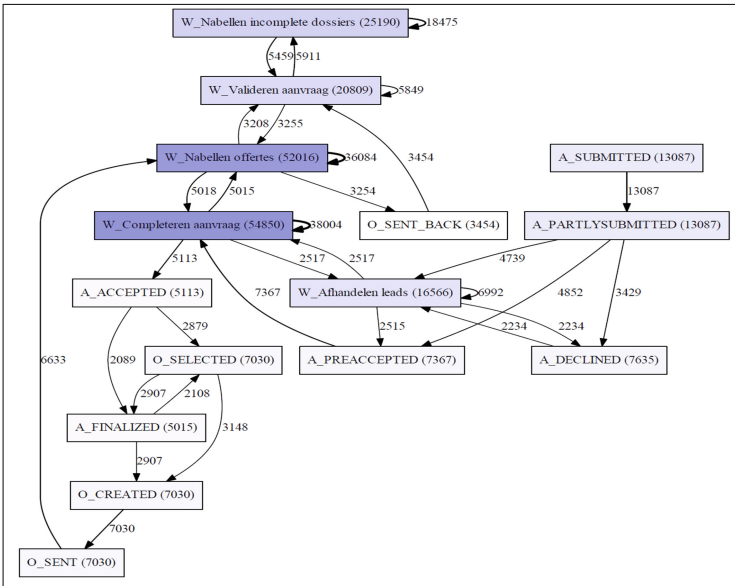 W_Nabellen incomplete dossiers (25190)
18475
5459
5911
W_Valideren aanvraag (20809)
5849
3208
3255
3454
W_Nabellen offertes (52016)
36084
A_SUBMITTED (13087)
5018
5015
3254
13087
W_Completeren aanvraag (54850)
38004
O_SENT_BACK (3454)
A_PARTLYSUBMITTED (13087)
5113
2517
2517
4739
A_ACCEPTED (5113)
7367
W_Afhandelen leads (16566)
6992
4852
3429
2879
2515
2234
2234
6633
2089
O_SELECTED (7030)
A_PREACCEPTED (7367)
A_DECLINED (7635)
2907
2108
A_FINALIZED (5015)
3148
2907
O_CREATED (7030)
7030
O_SENT (7030)